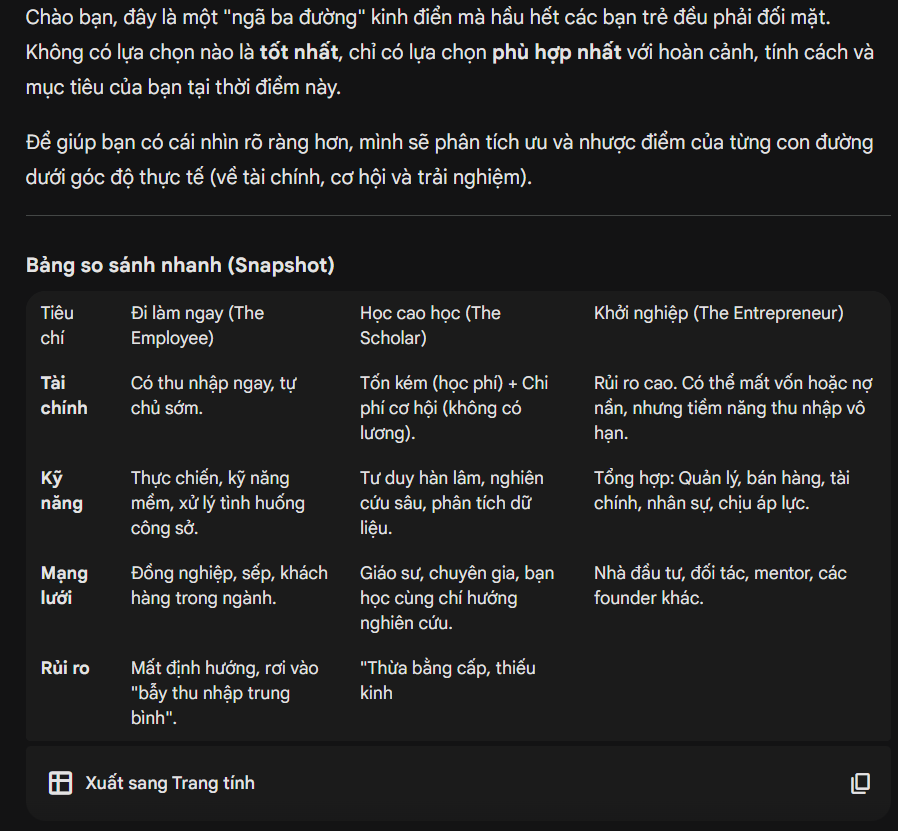 Chào bạn, đây là một "ngã ba đường" kinh điển mà hầu hết các bạn trẻ đều phải đối mặt.
Không có lựa chọn nào là tốt nhất, chỉ có lựa chọn phù hợp nhất với hoàn cảnh, tính cách và
mục tiêu của bạn tại thời điểm này.
Để giúp bạn có cái nhìn rõ ràng hơn, mình sẽ phân tích ưu và nhược điểm của từng con đường
dưới góc độ thực tế (về tài chính, cơ hội và trải nghiệm).
Bảng so sánh nhanh (Snapshot)
Tiêu
chí
Đi làm ngay (The
Employee)
Học cao học (The
Scholar)
Khởi nghiệp (The Entrepreneur)
Tài
chính
Có thu nhập ngay, tự
chủ sớm.
Tốn kém (học phí) + Chi
phí cơ hội (không có
lương).
Rủi ro cao. Có thể mất vốn hoặc nợ
nần, nhưng tiềm năng thu nhập vô
hạn.
Kỹ
năng
Thực chiến, kỹ năng
mềm, xử lý tình huống
công sở.
Tư duy hàn lâm, nghiên
cứu sâu, phân tích dữ
liệu.
Tổng hợp: Quản lý, bán hàng, tài
chính, nhân sự, chịu áp lực.
Mạng
lưới
Đồng nghiệp, sếp, khách
hàng trong ngành.
Giáo sư, chuyên gia, bạn
học cùng chí hướng
nghiên cứu.
Nhà đầu tư, đối tác, mentor, các
founder khác.
Rủi ro
Mất định hướng, rơi vào
"bẫy thu nhập trung
bình".
"Thừa bằng cấp, thiếu
kinh
Xuất sang Trang tính